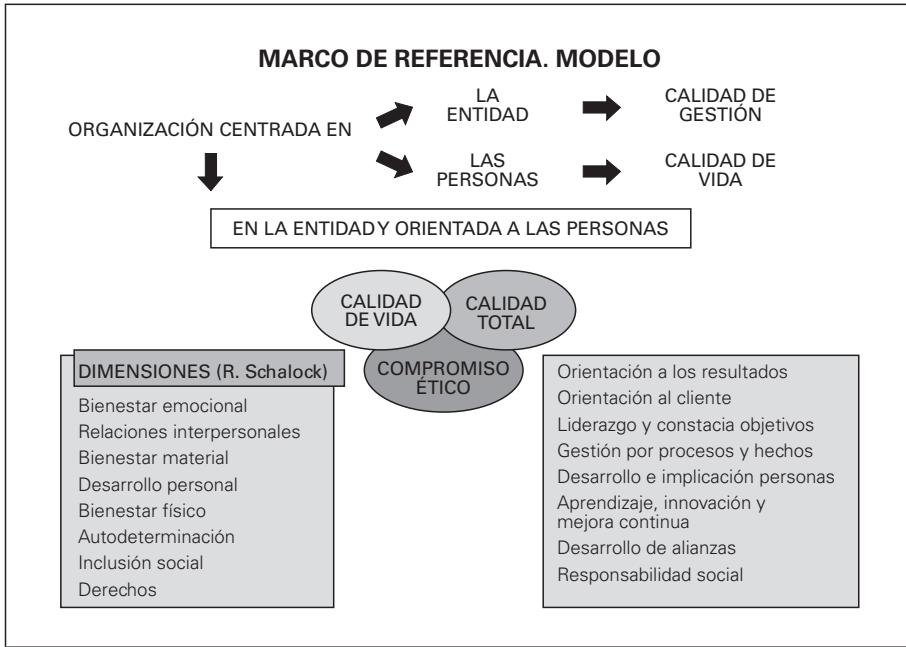 MARCO DE REFERENCIA. MODELO
ORGANIZACIÓN CENTRADA EN
LA
ENTIDAD
CALIDAD DE
GESTIÓN
LAS
PERSONAS
CALIDAD DE
VIDA
EN LA ENTIDAD Y ORIENTADA A LAS PERSONAS
CALIDAD
DE VIDA
CALIDAD
TOTAL
COMPROMISO
ÉTICO
DIMENSIONES (R. Schalock)
Bienestar emocional
Relaciones interpersonales
Bienestar material
Desarrollo personal
Bienestar físico
Autodeterminación
Inclusión social
Derechos
Orientación a los resultados
Orientación al cliente
Liderazgo y constacia objetivos
Gestión por procesos y hechos
Desarrollo e implicación personas
Aprendizaje, innovación y
mejora continua
Desarrollo de alianzas
Responsabilidad social